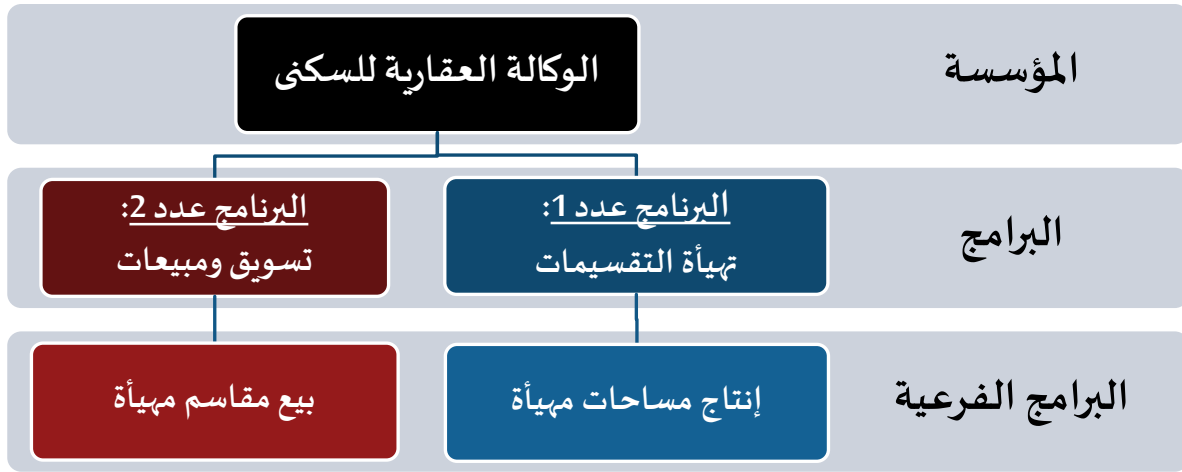 المؤسسة
الوكالة العقارية للسكنى
البرامج
البرنامج عدد 1:
تهيأة التقسيمات
البرنامج عدد 2:
تسويق ومبيعات
البرامج الفرعية
إنتاج مساحات مهيأة
بيع مقاسم مهيأة